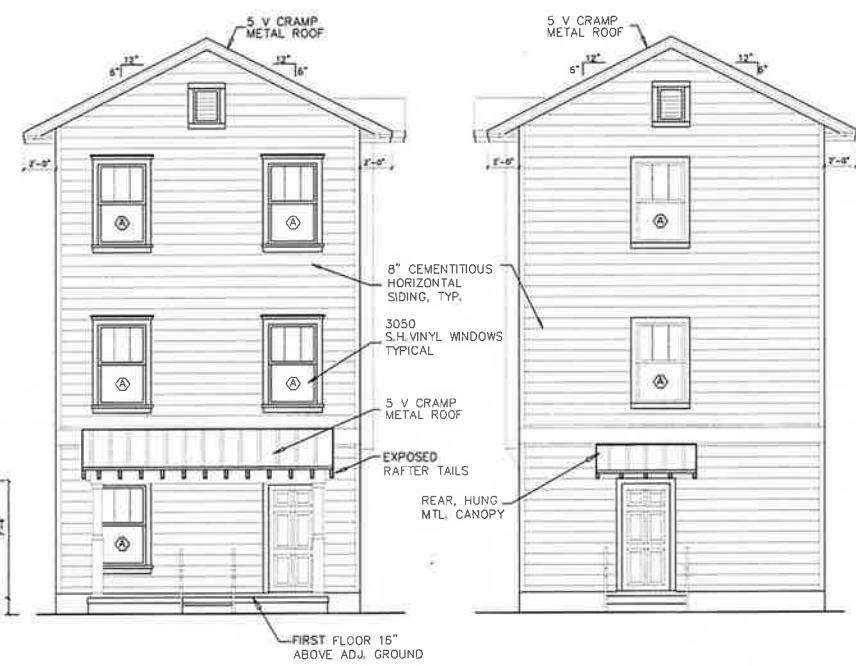 5 V CRAMP
METAL ROOF
12"
6"
12"
6"
2'-0"
2'-0"
A
A
8" CEMENTITIOUS
HORIZONTAL
SIDING, TYP.
3050
S.H. VINYL WINDOWS
TYPICAL
A
A
5 V CRAMP
METAL ROOF
EXPOSED
RAFTER TAILS
A
FIRST FLOOR 16"
ABOVE ADJ. GROUND
5 V CRAMP
METAL ROOF
12"
6"
12"
6"
2'-0"
2'-0"
A
A
REAR, HUNG
MTL. CANOPY